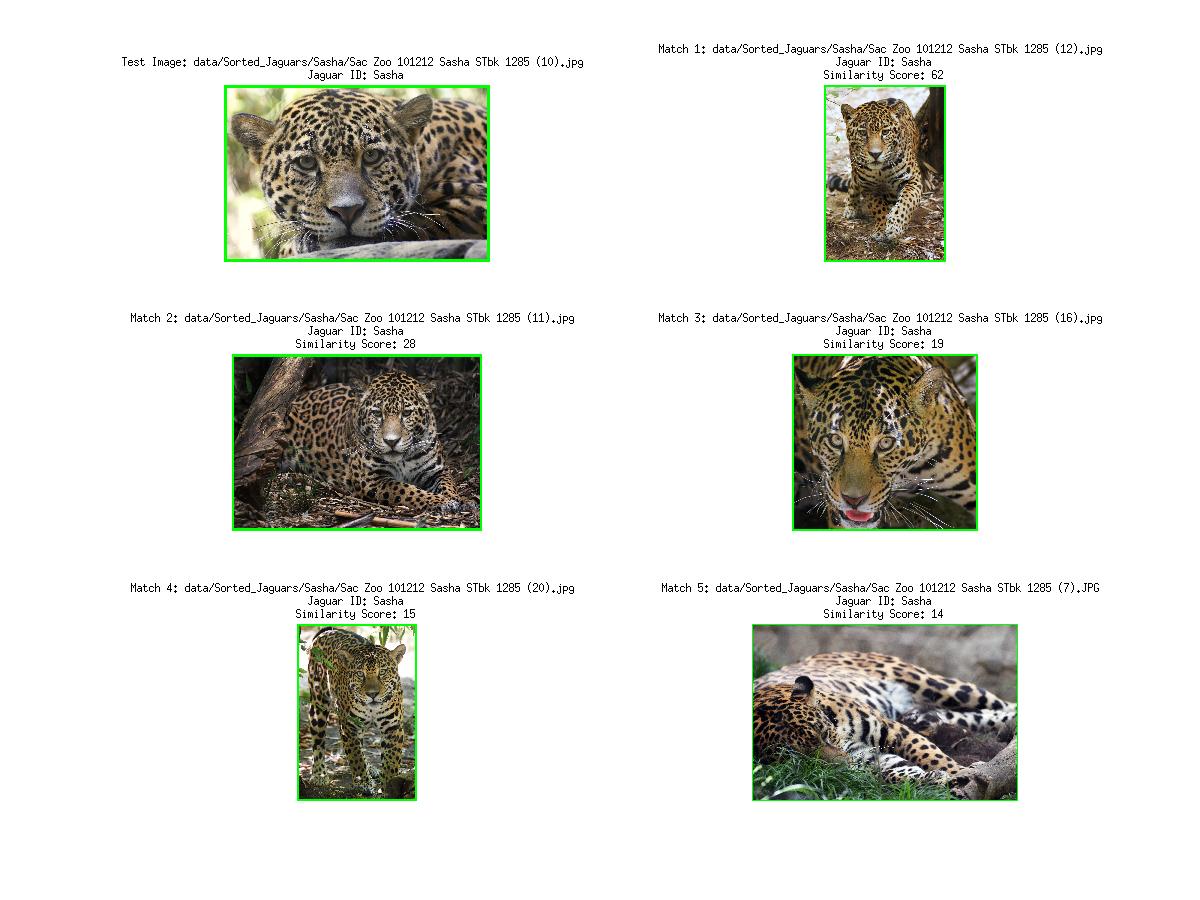 Test Image: data/Sorted_Jaguars/Sasha/Sac Zoo 101212 Sasha STbk 1285 (10).jpg
Jaguar ID: Sasha
Match 1: data/Sorted_Jaguars/Sasha/Sac Zoo 101212 Sasha STbk 1285 (12).jpg
Jaguar ID: Sasha
Similarity Score: 62
Match 2: data/Sorted_Jaguars/Sasha/Sac Zoo 101212 Sasha STbk 1285 (11).jpg
Jaguar ID: Sasha
Similarity Score: 28
Match 3: data/Sorted_Jaguars/Sasha/Sac Zoo 101212 Sasha STbk 1285 (16).jpg
Jaguar ID: Sasha
Similarity Score: 19
Match 4: data/Sorted_Jaguars/Sasha/Sac Zoo 101212 Sasha STbk 1285 (20).jpg
Jaguar ID: Sasha
Similarity Score: 15
Match 5: data/Sorted_Jaguars/Sasha/Sac Zoo 101212 Sasha STbk 1285 (7).JPG
Jaguar ID: Sasha
Similarity Score: 14